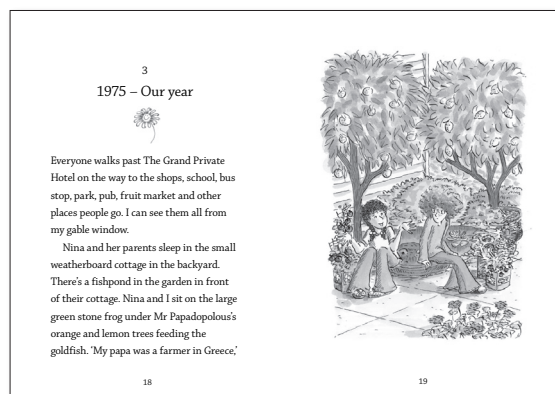 3
1975 – Our year
Everyone walks past The Grand Private
Hotel on the way to the shops, school, bus
stop, park, pub, fruit market and other
places people go. I can see them all from
my gable window.
Nina and her parents sleep in the small
weatherboard cottage in the backyard.
There’s a fishpond in the garden in front
of their cottage. Nina and I sit on the large
green stone frog under Mr Papadopolous’s
orange and lemon trees feeding the
goldfish. ‘My papa was a farmer in Greece,’
18
19